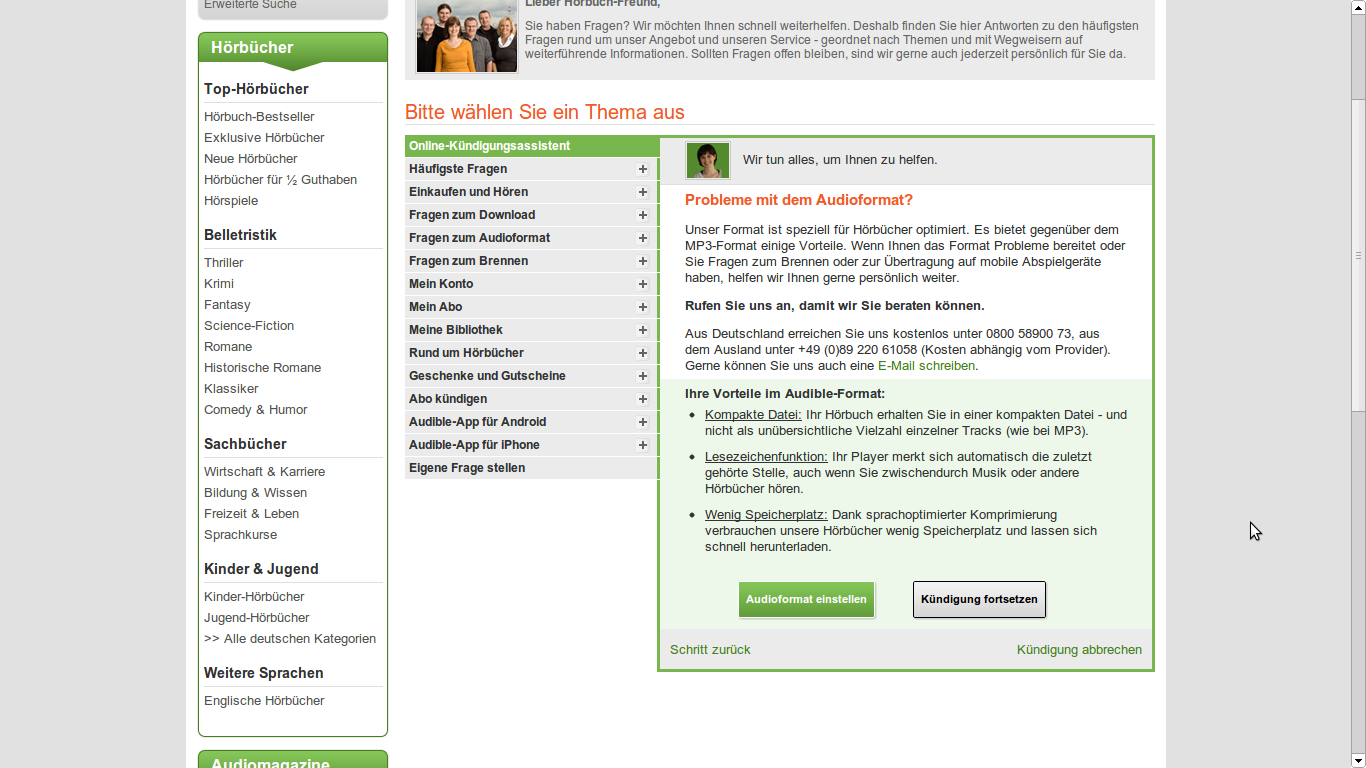 Erweiterte Suche
Hörbücher
Top-Hörbücher
Hörbuch-Bestseller
Exklusive Hörbücher
Neue Hörbücher
Hörbücher für ½ Guthaben
Hörspiele
Belletristik
Thriller
Krimi
Fantasy
Science-Fiction
Romane
Historische Romane
Klassiker
Comedy & Humor
Sachbücher
Wirtschaft & Karriere
Bildung & Wissen
Freizeit & Leben
Sprachkurse
Kinder & Jugend
Kinder-Hörbücher
Jugend-Hörbücher
>> Alle deutschen Kategorien
Weitere Sprachen
Englische Hörbücher
Audiomagazine
Lieber Hörbuch-Freund,
Sie haben Fragen? Wir möchten Ihnen schnell weiterhelfen. Deshalb finden Sie hier Antworten zu den häufigsten
Fragen rund um unser Angebot und unseren Service - geordnet nach Themen und mit Wegweisern auf
weiterführende Informationen. Sollten Fragen offen bleiben, sind wir gerne auch jederzeit persönlich für Sie da.
Bitte wählen Sie ein Thema aus
Online-Kündigungsassistent
Häufigste Fragen
Einkaufen und Hören
Fragen zum Download
Fragen zum Audioformat
Fragen zum Brennen
Mein Konto
Mein Abo
Meine Bibliothek
Rund um Hörbücher
Geschenke und Gutscheine
Abo kündigen
Audible-App für Android
Audible-App für iPhone
Eigene Frage stellen
Wir tun alles, um Ihnen zu helfen.
Probleme mit dem Audioformat?
Unser Format ist speziell für Hörbücher optimiert. Es bietet gegenüber dem
MP3-Format einige Vorteile. Wenn Ihnen das Format Probleme bereitet oder
Sie Fragen zum Brennen oder zur Übertragung auf mobile Abspielgeräte
haben, helfen wir Ihnen gerne persönlich weiter.
Rufen Sie uns an, damit wir Sie beraten können.
Aus Deutschland erreichen Sie uns kostenlos unter 0800 58900 73, aus
dem Ausland unter +49 (0)89 220 61058 (Kosten abhängig vom Provider).
Gerne können Sie uns auch eine E-Mail schreiben.
Ihre Vorteile im Audible-Format:
• Kompakte Datei: Ihr Hörbuch erhalten Sie in einer kompakten Datei - und
nicht als unübersichtliche Vielzahl einzelner Tracks (wie bei MP3).
• Lesezeichenfunktion: Ihr Player merkt sich automatisch die zuletzt
gehörte Stelle, auch wenn Sie zwischendurch Musik oder andere
Hörbücher hören.
• Wenig Speicherplatz: Dank sprachoptimierter Komprimierung
verbrauchen unsere Hörbücher wenig Speicherplatz und lassen sich
schnell herunterladen.
Audioformat einstellen
Kündigung fortsetzen
Schritt zurück
Kündigung abbrechen